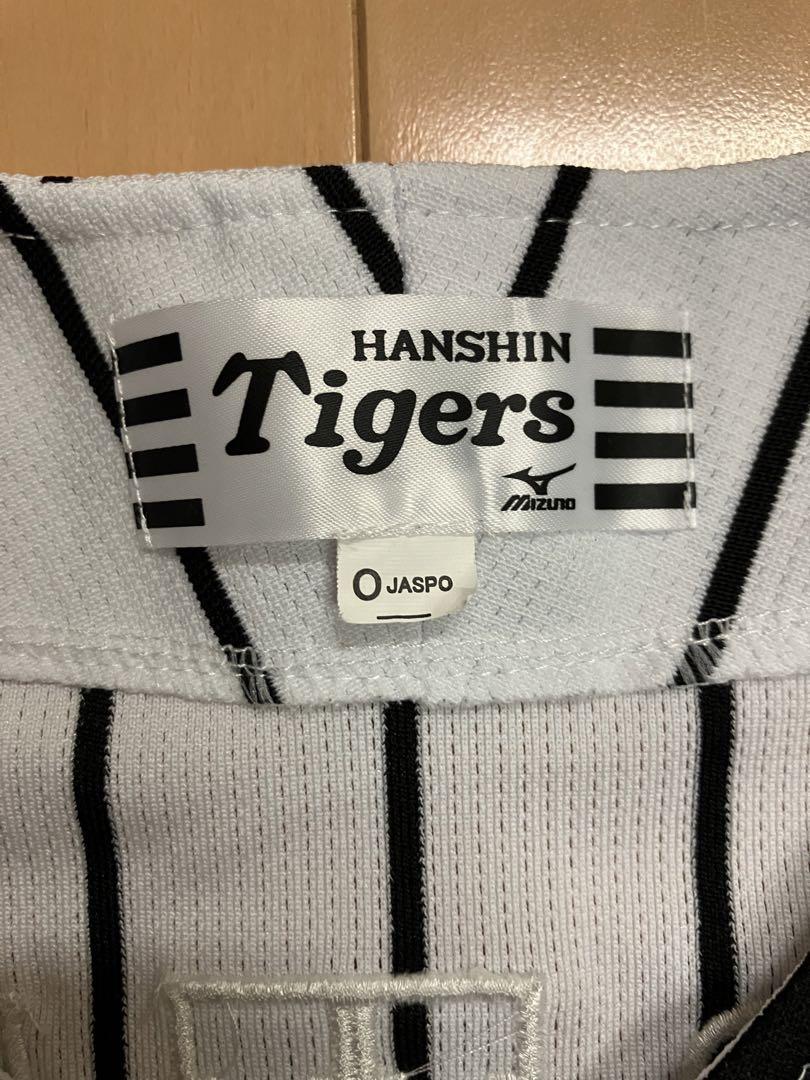 HANSHIN
Tigers
Mizuno
O JASPO